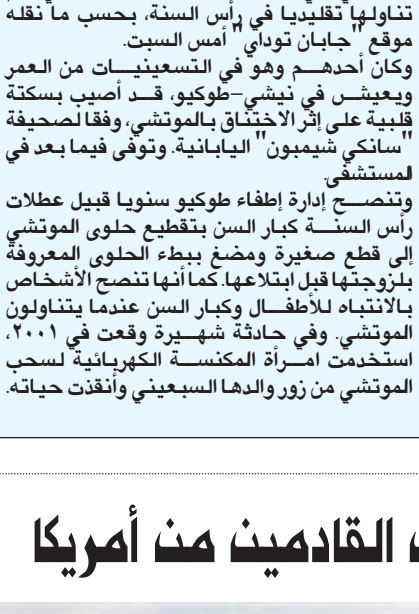 تناولها تقليديا في رأس السنة، بحسب ما نقله
موقع "جابان توداي" أمس السبت.
وكان أحدهم وهو في التسعينيات من العمر
ويعيش في نيشي-طوكيو، قد أصيب بسكتة
قلبية على إثر الاختناق بالموتشي، وفقا لصحيفة
"سانكي شيمبون" اليابانية. وتوفى فيما بعد في
المستشفى.
وتنصح إدارة إطفاء طوكيو سنويا قبيل عطلات
رأس السنة كبار السن بتقطيع حلوى الموتشي
إلى قطع صغيرة ومضغ ببطء الحلوى المعروفة
بلزوجتها قبل ابتلاعها. كما أنها تنصح الأشخاص
بالانتباه للأطفال وكبار السن عندما يتناولون
الموتشي. وفي حادثة شهيرة وقعت في ٢٠٠١،
استخدمت امرأة المكنسة الكهربائية لسحب
الموتشي من زور والدها السبعيني وأنقذت حياته.
القادمين من أمريكا